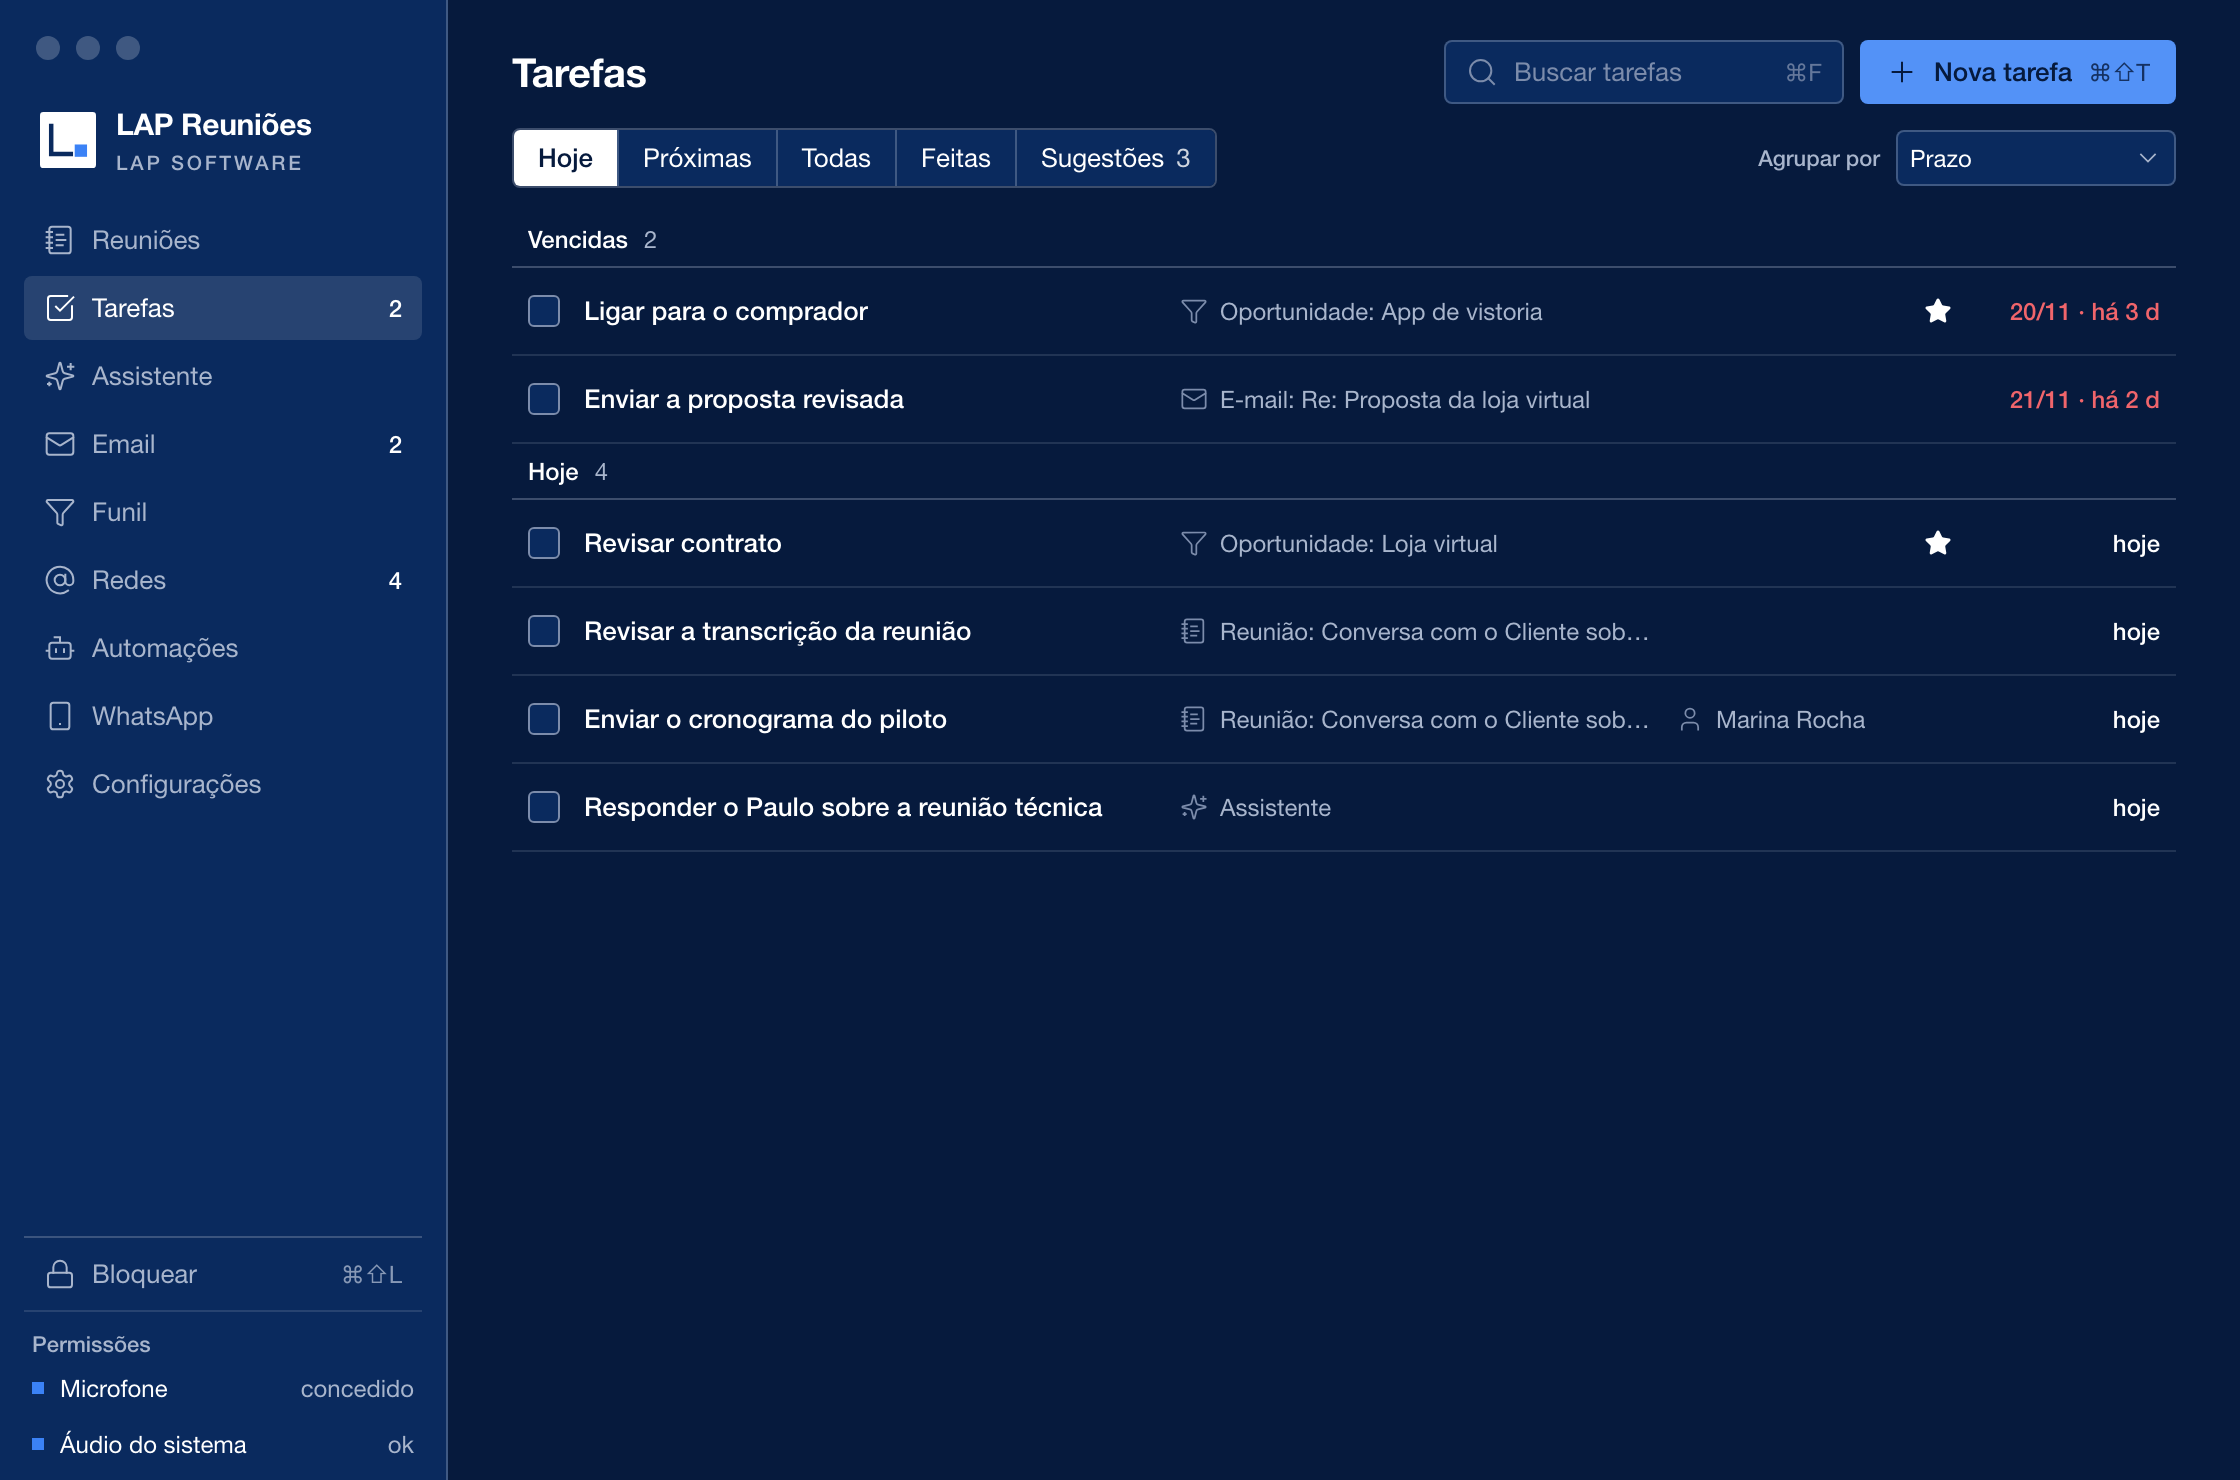 LAP Reuniões
LAP SOFTWARE
Reuniões
Tarefas 2
Assistente
Email 2
Funil
Redes 4
Automações
WhatsApp
Configurações
Bloquear ⌘⇧L
Permissões
Microfone concedido
Áudio do sistema ok
Tarefas
Buscar tarefas ⌘F
Nova tarefa ⌘⇧T
Hoje Próximas Todas Feitas Sugestões 3
Agrupar por Prazo
Vencidas 2
Ligar para o comprador Oportunidade: App de vistoria 20/11 · há 3 d
Enviar a proposta revisada E-mail: Re: Proposta da loja virtual 21/11 · há 2 d
Hoje 4
Revisar contrato Oportunidade: Loja virtual hoje
Revisar a transcrição da reunião Reunião: Conversa com o Cliente sob… hoje
Enviar o cronograma do piloto Reunião: Conversa com o Cliente sob… Marina Rocha hoje
Responder o Paulo sobre a reunião técnica Assistente hoje